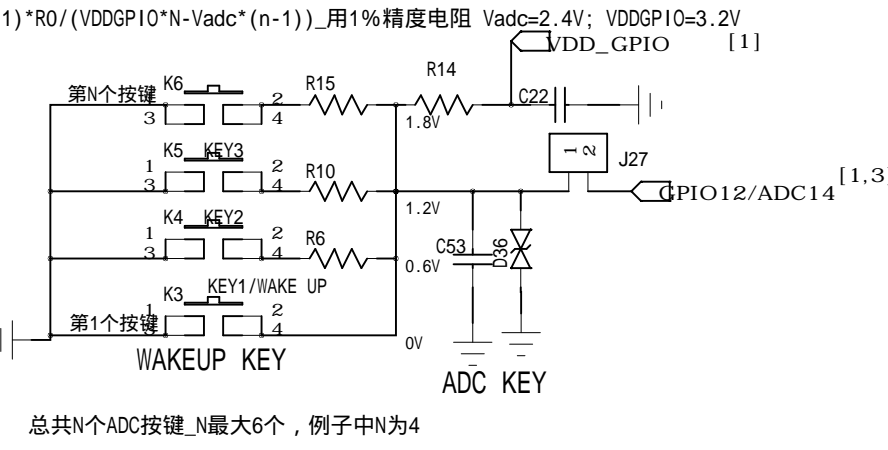 1)*R0/(VDDGPIO*N-Vadc*(n-1))_用1%精度电阻 Vadc=2.4V; VDDGPIO=3.2V
VDD_GPIO [1]
R14
第N个按键 K6 R15 C22
2
3 4 1.8V
K5 KEY3 J27
1 2 R10 1 2
3 4 GPIO12/ADC14 [1,3]
1.2V
K4 KEY2
1 2 R6 C53 D36
3 4 0.6V
K3 KEY1/WAKE UP
1 2
第1个按键 3 4
0V
WAKEUP KEY
ADC KEY
总共N个ADC按键_N最大6个，例子中N为4